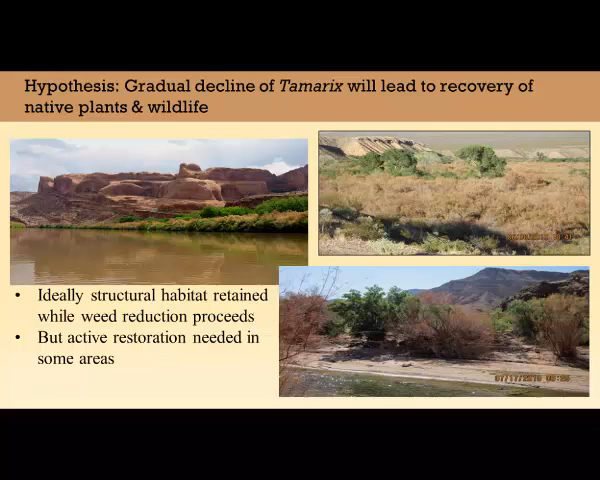 Hypothesis: Gradual decline of Tamarix will lead to recovery of
native plants & wildlife
• Ideally structural habitat retained
while weed reduction proceeds
• But active restoration needed in
some areas